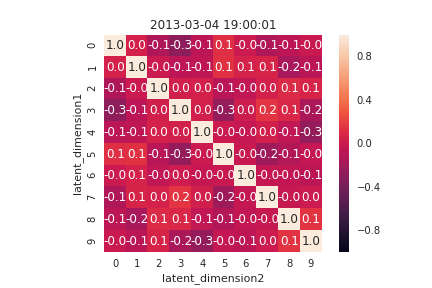 2013-03-04 19:00:01
0 1.0 0.0 -0.1 -0.3 -0.1 0.1 -0.0 -0.1 -0.1 -0.0
1 0.0 1.0 -0.0 -0.1 -0.1 0.1 0.1 0.1 -0.2 -0.1
2 -0.1 -0.0 1.0 0.0 0.0 -0.1 -0.0 0.0 0.1 0.1
3 -0.3 -0.1 0.0 1.0 0.0 -0.3 -0.0 0.2 0.1 -0.2
4 -0.1 -0.1 0.0 0.0 1.0 -0.0 -0.0 0.0 -0.1 -0.3
5 0.1 0.1 -0.1 -0.3 -0.0 1.0 -0.0 -0.2 -0.1 -0.0
6 -0.0 0.1 -0.0 -0.0 -0.0 -0.0 1.0 -0.0 -0.0 -0.1
7 -0.1 0.1 0.0 0.2 0.0 -0.2 -0.0 1.0 -0.0 0.0
8 -0.1 -0.2 0.1 0.1 -0.1 -0.1 -0.0 -0.0 1.0 0.1
9 -0.0 -0.1 0.1 -0.2 -0.3 -0.0 -0.1 0.0 0.1 1.0
0 1 2 3 4 5 6 7 8 9
latent_dimension2
latent_dimension1
0.8
0.4
0.0
-0.4
-0.8